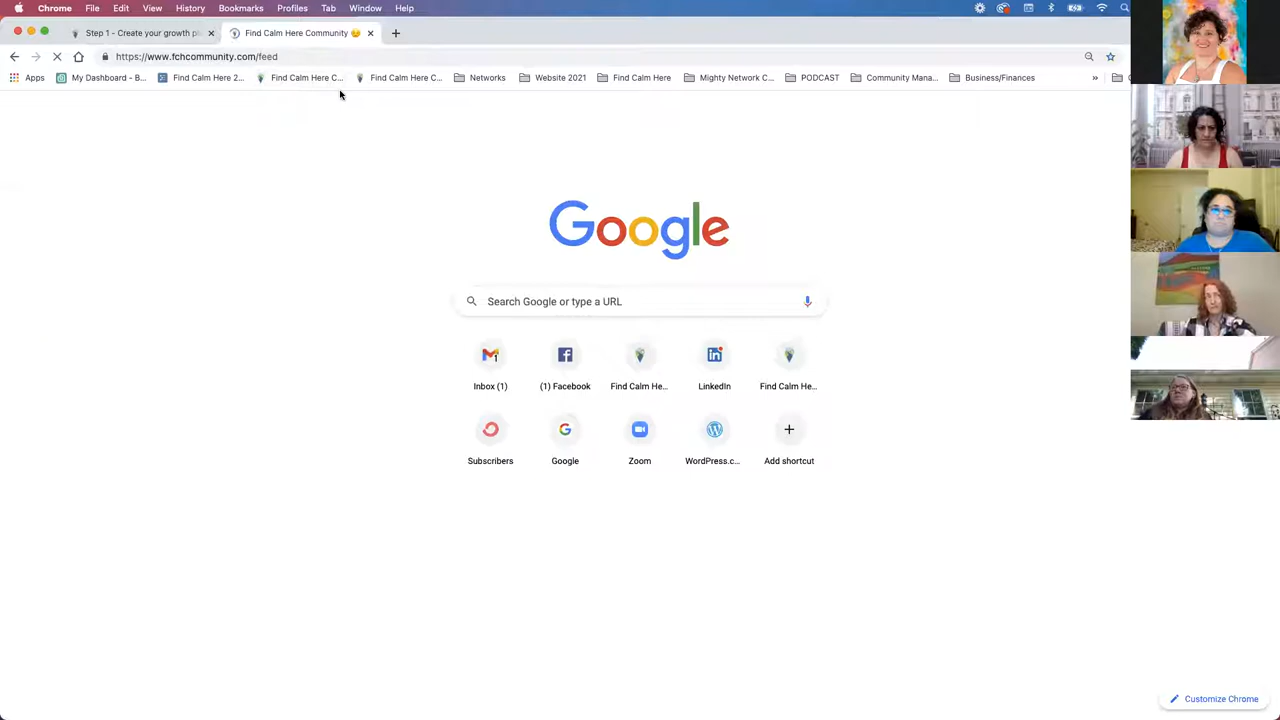 Chrome File Edit View History Bookmarks Profiles Tab Window Help
Step 1 - Create your growth pl
Find Calm Here Community
https://www.fchcommunity.com/feed
Apps My Dashboard - B... Find Calm Here 2... Find Calm Here C... Find Calm Here C... Networks Website 2021 Find Calm Here Mighty Network C... PODCAST Community Mana... Business/Finances »
Google
Search Google or type a URL
Inbox (1) (1) Facebook Find Calm He... LinkedIn Find Calm He...
Subscribers Google Zoom WordPress.c... Add shortcut
Customize Chrome